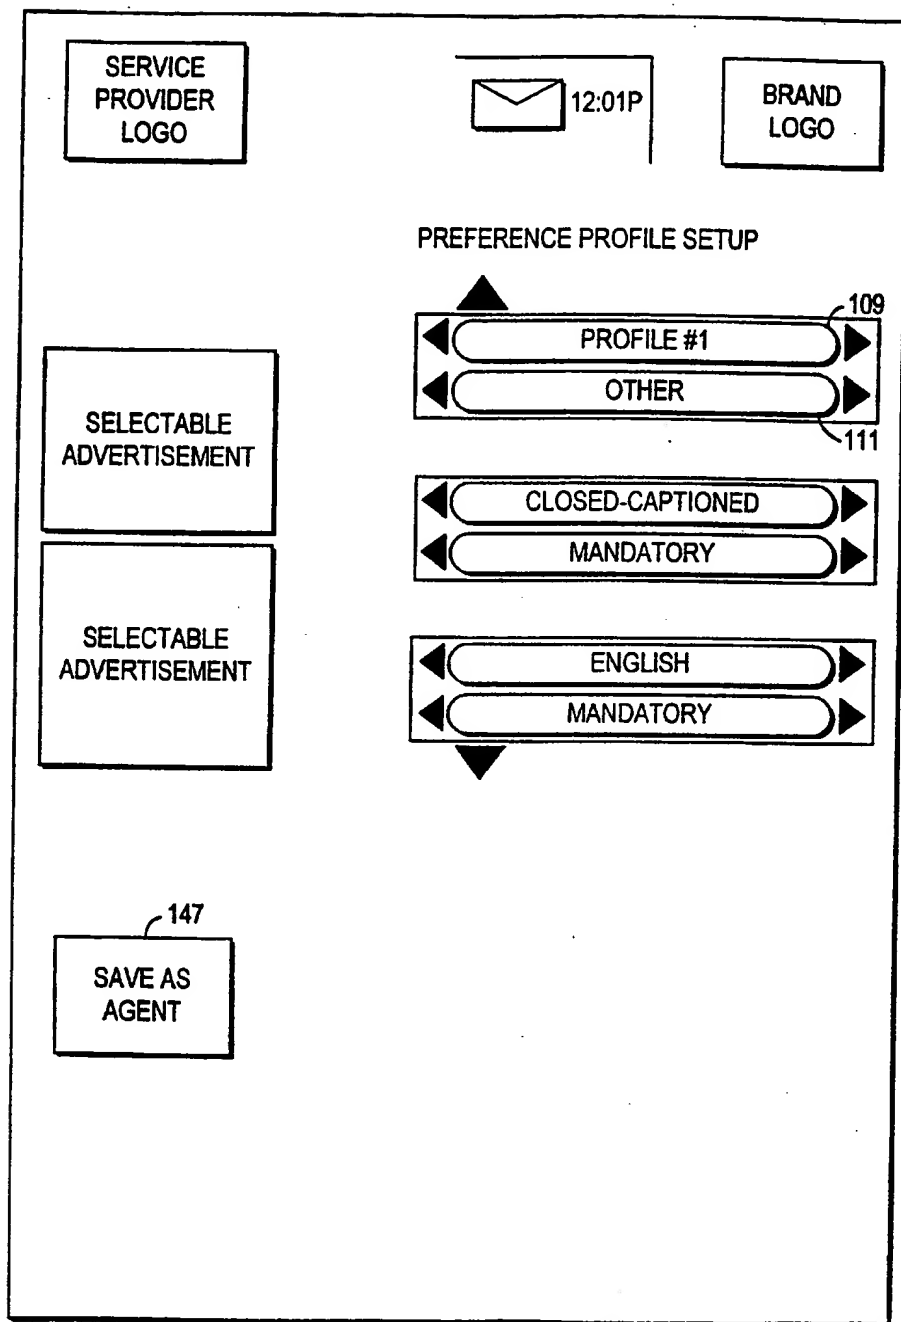 SERVICE
PROVIDER
LOGO
12:01P
BRAND
LOGO
PREFERENCE PROFILE SETUP
109
PROFILE #1
OTHER
111
SELECTABLE
ADVERTISEMENT
CLOSED-CAPTIONED
MANDATORY
SELECTABLE
ADVERTISEMENT
ENGLISH
MANDATORY
147
SAVE AS
AGENT